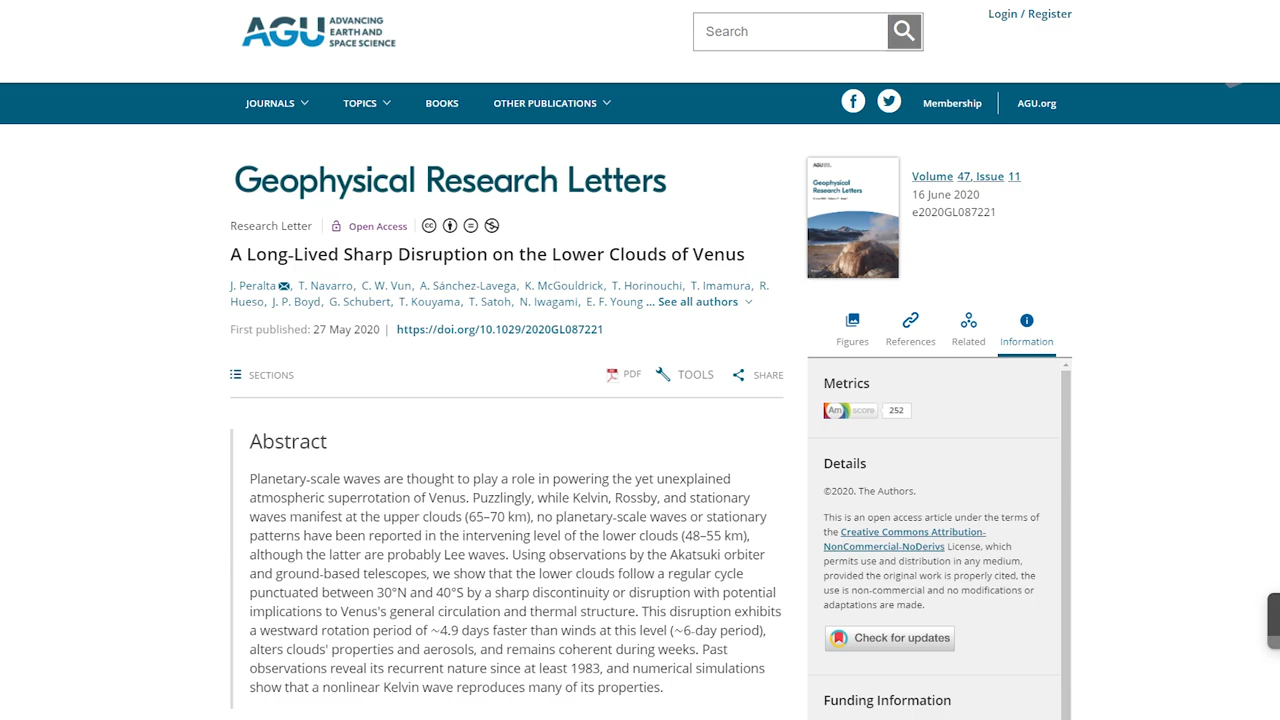 AGU ADVANCING
EARTH AND
SPACE SCIENCE
Search
Login / Register
JOURNALS
TOPICS
BOOKS
OTHER PUBLICATIONS
Membership
AGU.org
Geophysical Research Letters
Research Letter
Open Access
A Long-Lived Sharp Disruption on the Lower Clouds of Venus
J. Peralta, T. Navarro, C. W. Vun, A. Sánchez-Lavega, K. McGouldrick, T. Horinouchi, T. Imamura, R.
Hueso, J. P. Boyd, G. Schubert, T. Kouyama, T. Satoh, N. Iwagami, E. F. Young ... See all authors
First published: 27 May 2020 | https://doi.org/10.1029/2020GL087221
SECTIONS
PDF
TOOLS
SHARE
Abstract
Planetary-scale waves are thought to play a role in powering the yet unexplained
atmospheric superrotation of Venus. Puzzlingly, while Kelvin, Rossby, and stationary
waves manifest at the upper clouds (65–70 km), no planetary-scale waves or stationary
patterns have been reported in the intervening level of the lower clouds (48–55 km),
although the latter are probably Lee waves. Using observations by the Akatsuki orbiter
and ground-based telescopes, we show that the lower clouds follow a regular cycle
punctuated between 30°N and 40°S by a sharp discontinuity or disruption with potential
implications to Venus's general circulation and thermal structure. This disruption exhibits
a westward rotation period of ~4.9 days faster than winds at this level (~6-day period),
alters clouds' properties and aerosols, and remains coherent during weeks. Past
observations reveal its recurrent nature since at least 1983, and numerical simulations
show that a nonlinear Kelvin wave reproduces many of its properties.
AGU
Geophysical
Research Letters
Volume 47, Issue 11
16 June 2020
e2020GL087221
Figures
References
Related
Information
Metrics
Am score 252
Details
©2020. The Authors.
This is an open access article under the terms of
the Creative Commons Attribution-
NonCommercial-NoDerivs License, which
permits use and distribution in any medium,
provided the original work is properly cited, the
use is non-commercial and no modifications or
adaptations are made.
Check for updates
Funding Information